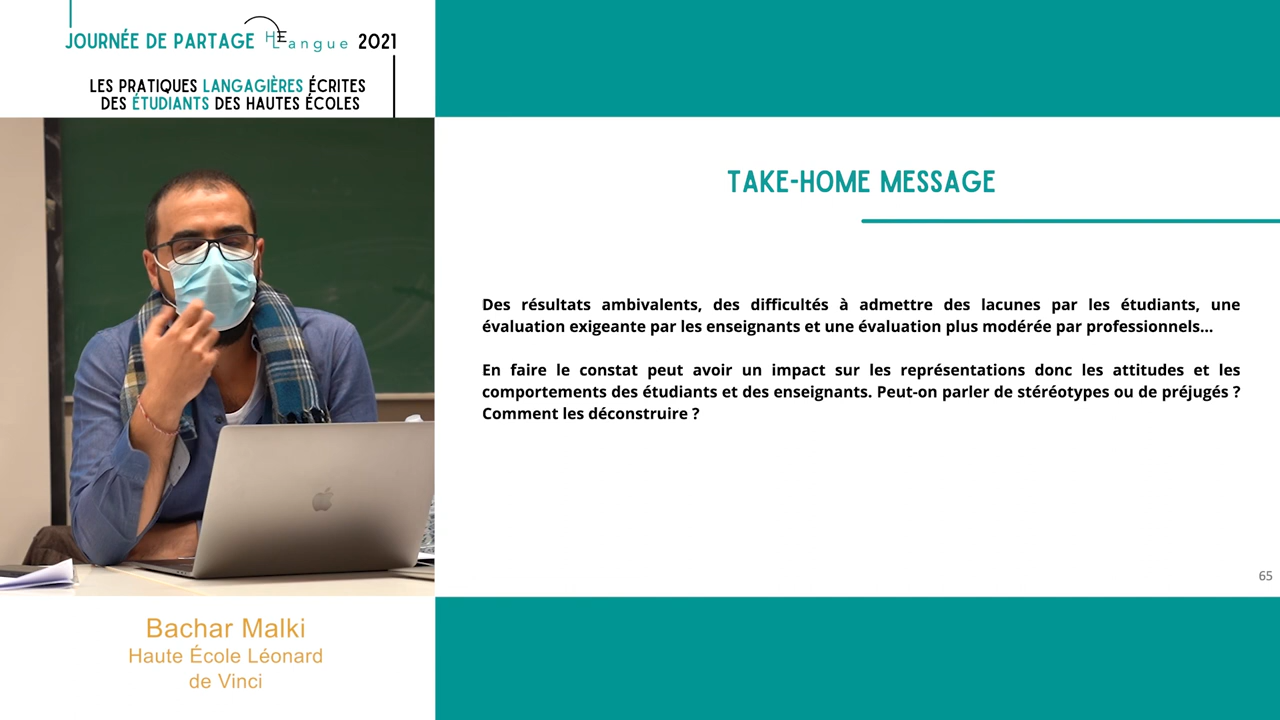 JOURNÉE DE PARTAGE HELangue 2021
LES PRATIQUES LANGAGIÈRES ÉCRITES
DES ÉTUDIANTS DES HAUTES ÉCOLES
TAKE-HOME MESSAGE
Des résultats ambivalents, des difficultés à admettre des lacunes par les étudiants, une
évaluation exigeante par les enseignants et une évaluation plus modérée par professionnels...
En faire le constat peut avoir un impact sur les représentations donc les attitudes et les
comportements des étudiants et des enseignants. Peut-on parler de stéréotypes ou de préjugés ?
Comment les déconstruire ?
65
Bachar Malki
Haute École Léonard
de Vinci